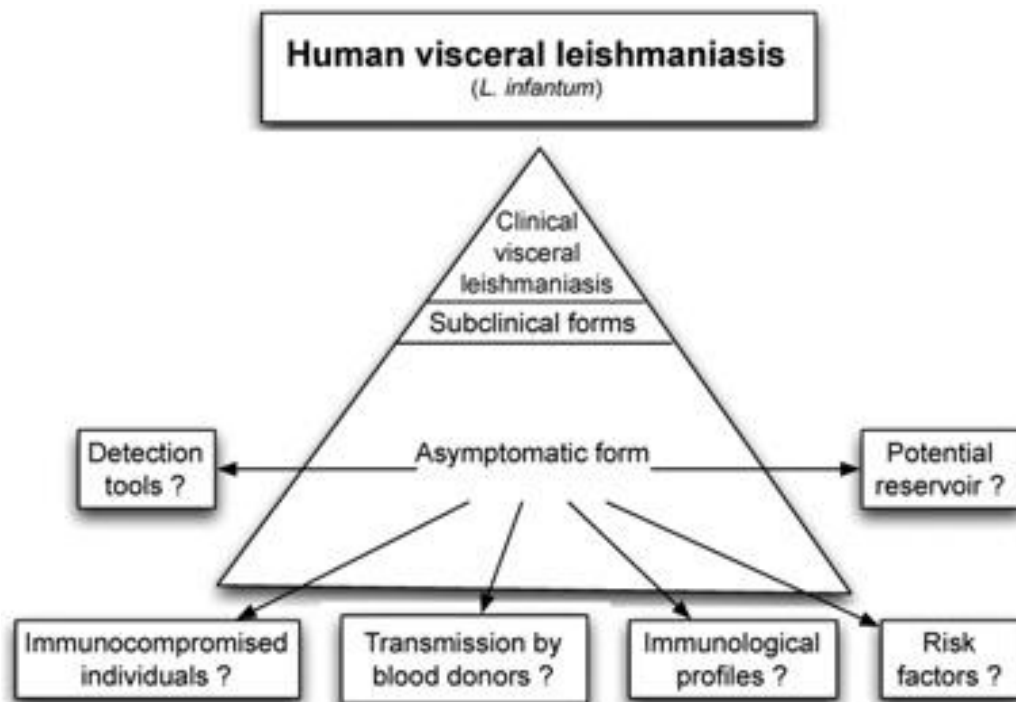 Human visceral leishmaniasis
(L. infantum)
Clinical
visceral
leishmaniasis
Subclinical forms
Asymptomatic form
Detection
tools ?
Potential
reservoir ?
Immunocompromised
individuals ?
Transmission by
blood donors ?
Immunological
profiles ?
Risk
factors ?